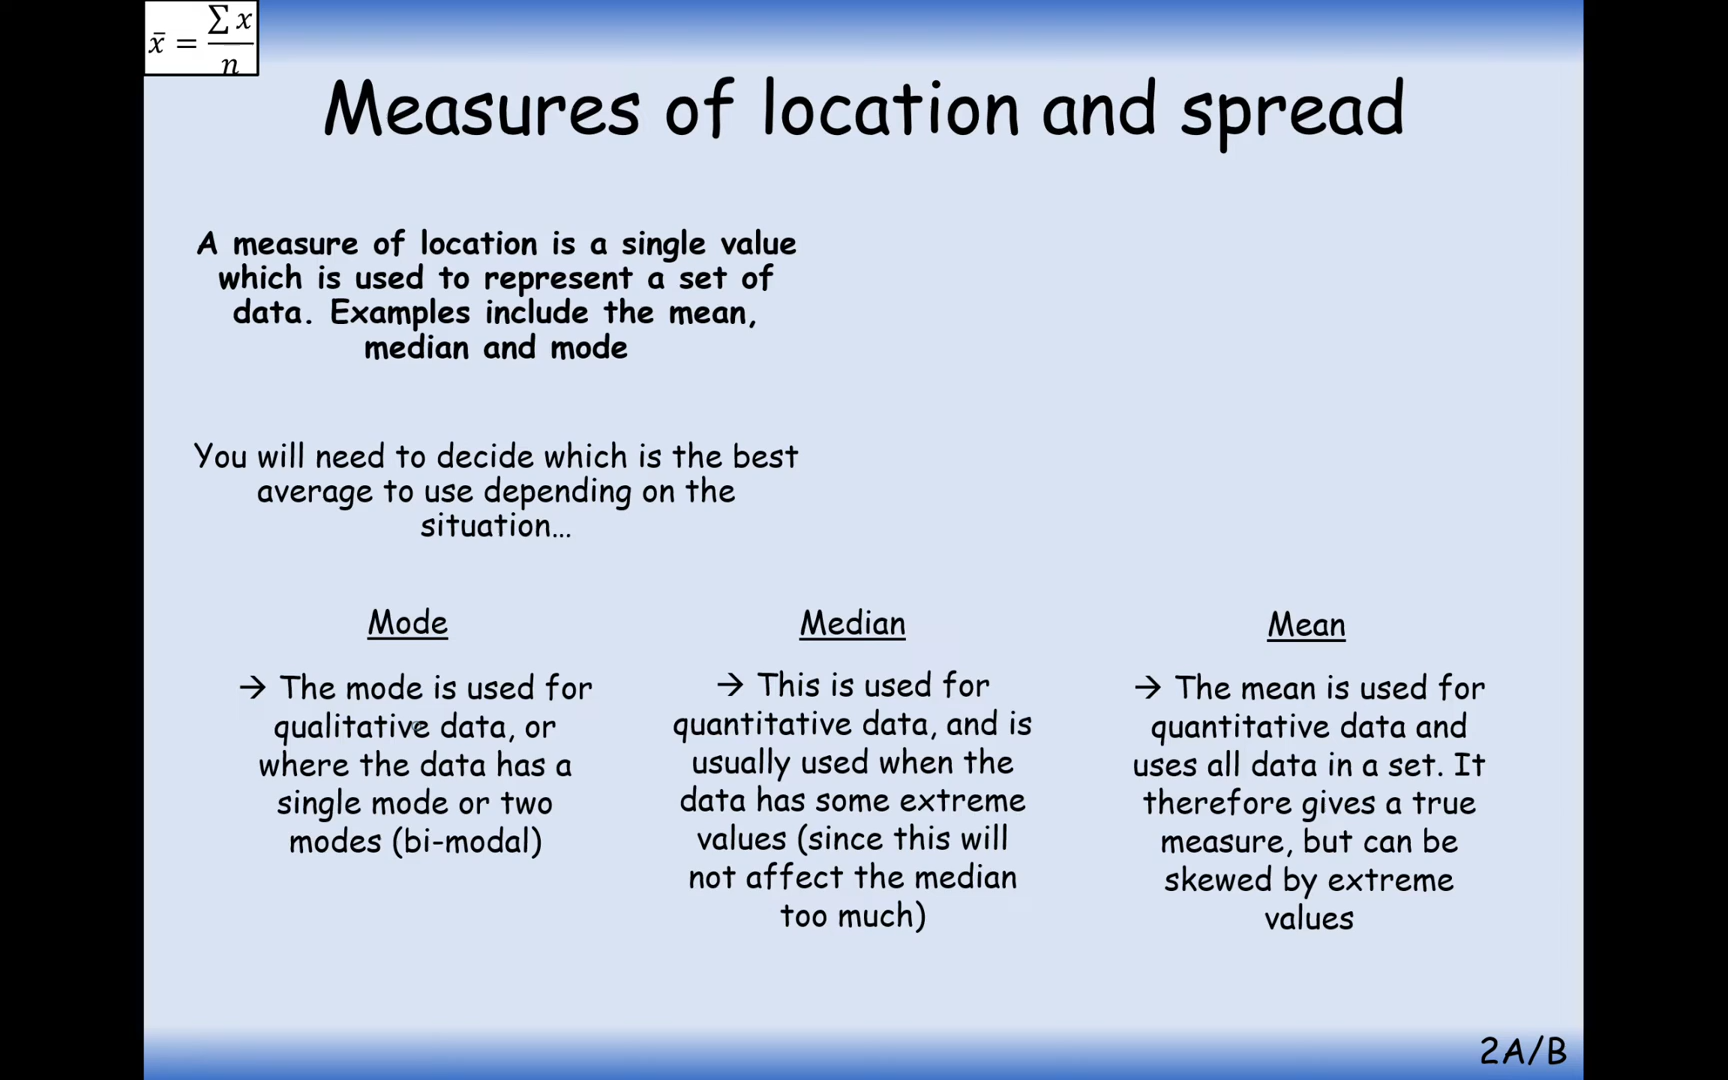 x̄ = ∑x / n
Measures of location and spread
A measure of location is a single value
which is used to represent a set of
data. Examples include the mean,
median and mode
You will need to decide which is the best
average to use depending on the
situation…
Mode
→ The mode is used for
qualitative data, or
where the data has a
single mode or two
modes (bi-modal)
Median
→ This is used for
quantitative data, and is
usually used when the
data has some extreme
values (since this will
not affect the median
too much)
Mean
→ The mean is used for
quantitative data and
uses all data in a set. It
therefore gives a true
measure, but can be
skewed by extreme
values
2A/B